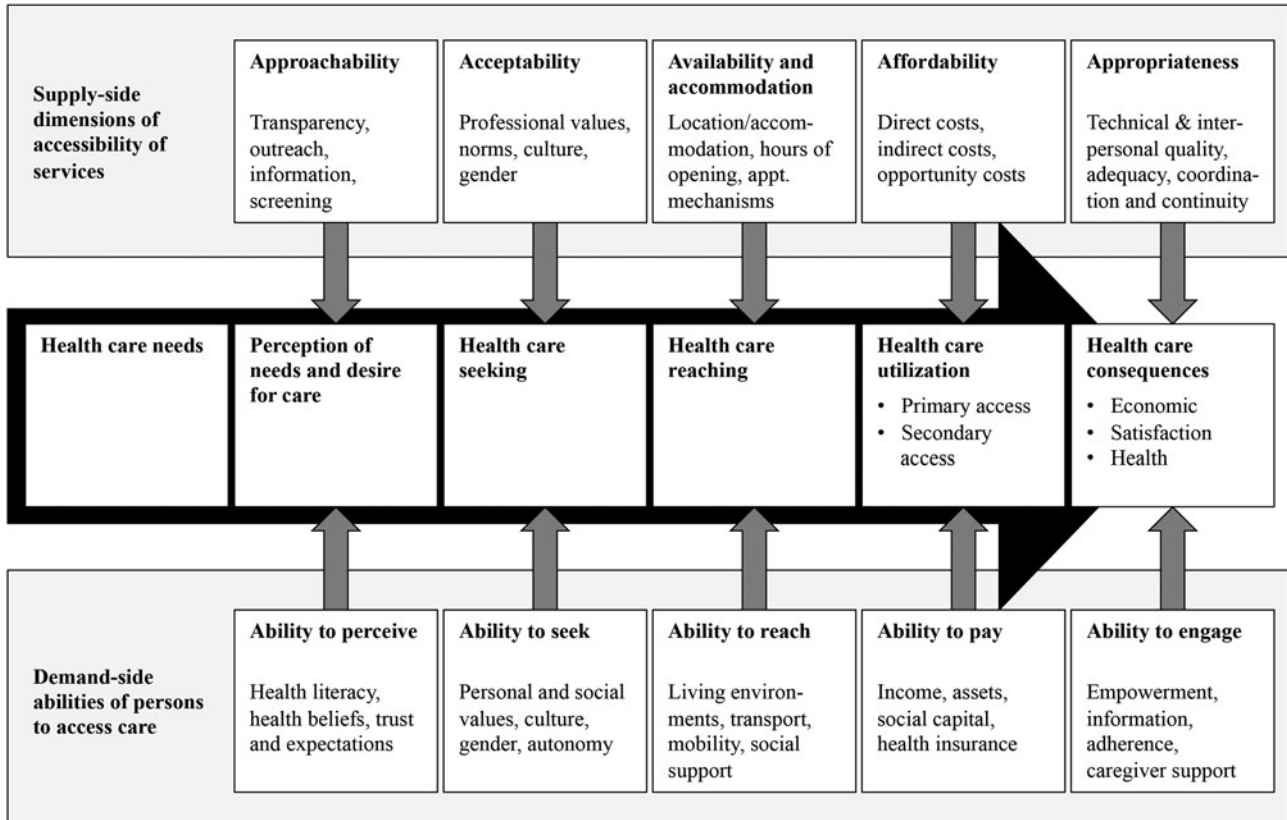 Supply-side
dimensions of
accessibility of
services
Approachability
Transparency,
outreach,
information,
screening
Acceptability
Professional values,
norms, culture,
gender
Availability and
accommodation
Location/accom-
modation, hours of
opening, appt.
mechanisms
Affordability
Direct costs,
indirect costs,
opportunity costs
Appropriateness
Technical & inter-
personal quality,
adequacy, coordina-
tion and continuity
Health care needs
Perception of
needs and desire
for care
Health care
seeking
Health care
reaching
Health care
utilization
• Primary access
• Secondary
access
Health care
consequences
• Economic
• Satisfaction
• Health
Demand-side
abilities of persons
to access care
Ability to perceive
Health literacy,
health beliefs, trust
and expectations
Ability to seek
Personal and social
values, culture,
gender, autonomy
Ability to reach
Living environ-
ments, transport,
mobility, social
support
Ability to pay
Income, assets,
social capital,
health insurance
Ability to engage
Empowerment,
information,
adherence,
caregiver support